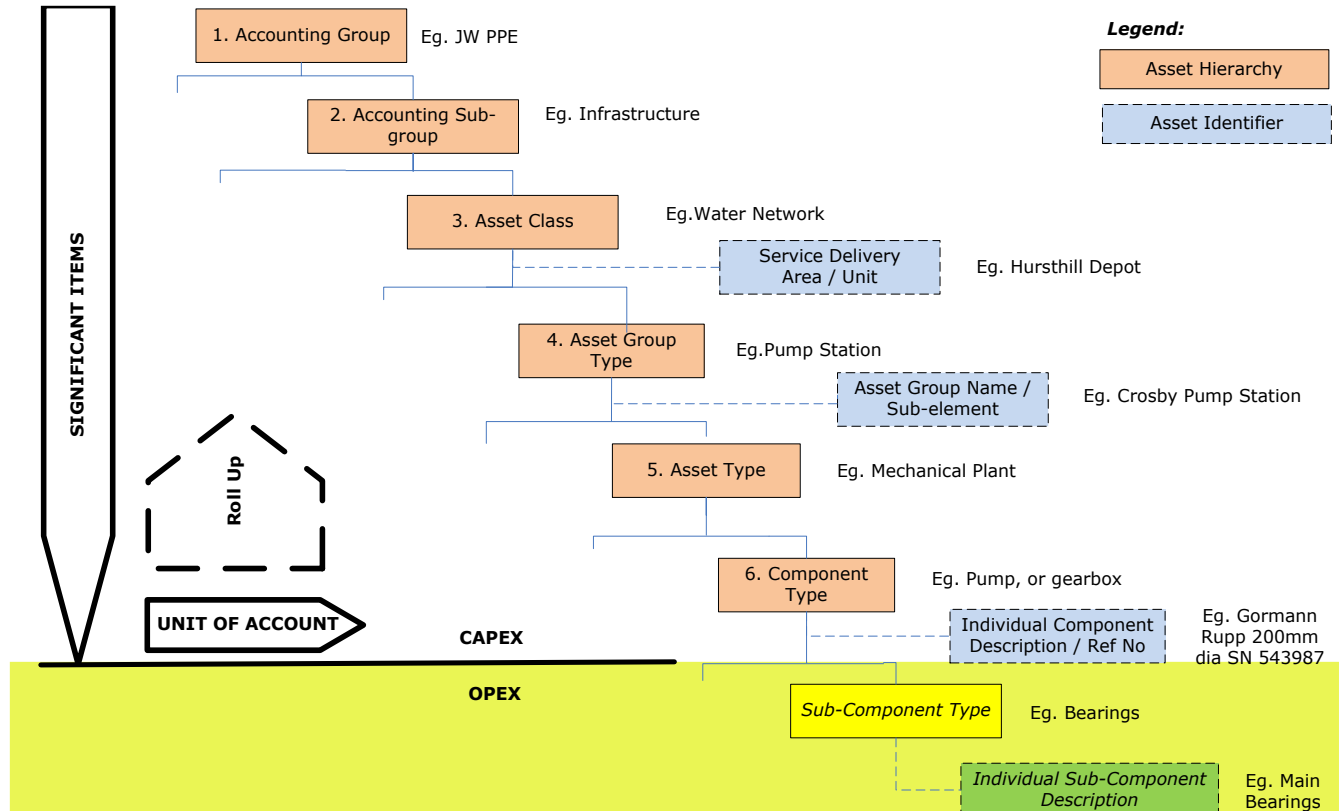 1. Accounting Group
Eg. JW PPE
Legend:
Asset Hierarchy
2. Accounting Sub-
group
Eg. Infrastructure
Asset Identifier
3. Asset Class
Eg.Water Network
SIGNIFICANT ITEMS
Service Delivery
Area / Unit
Eg. Hursthill Depot
4. Asset Group
Type
Eg.Pump Station
Asset Group Name /
Sub-element
Eg. Crosby Pump Station
Roll Up
5. Asset Type
Eg. Mechanical Plant
6. Component
Type
Eg. Pump, or gearbox
UNIT OF ACCOUNT
CAPEX
Individual Component
Description / Ref No
Eg. Gormann
Rupp 200mm
dia SN 543987
OPEX
Sub-Component Type
Eg. Bearings
Individual Sub-Component
Description
Eg. Main
Bearings